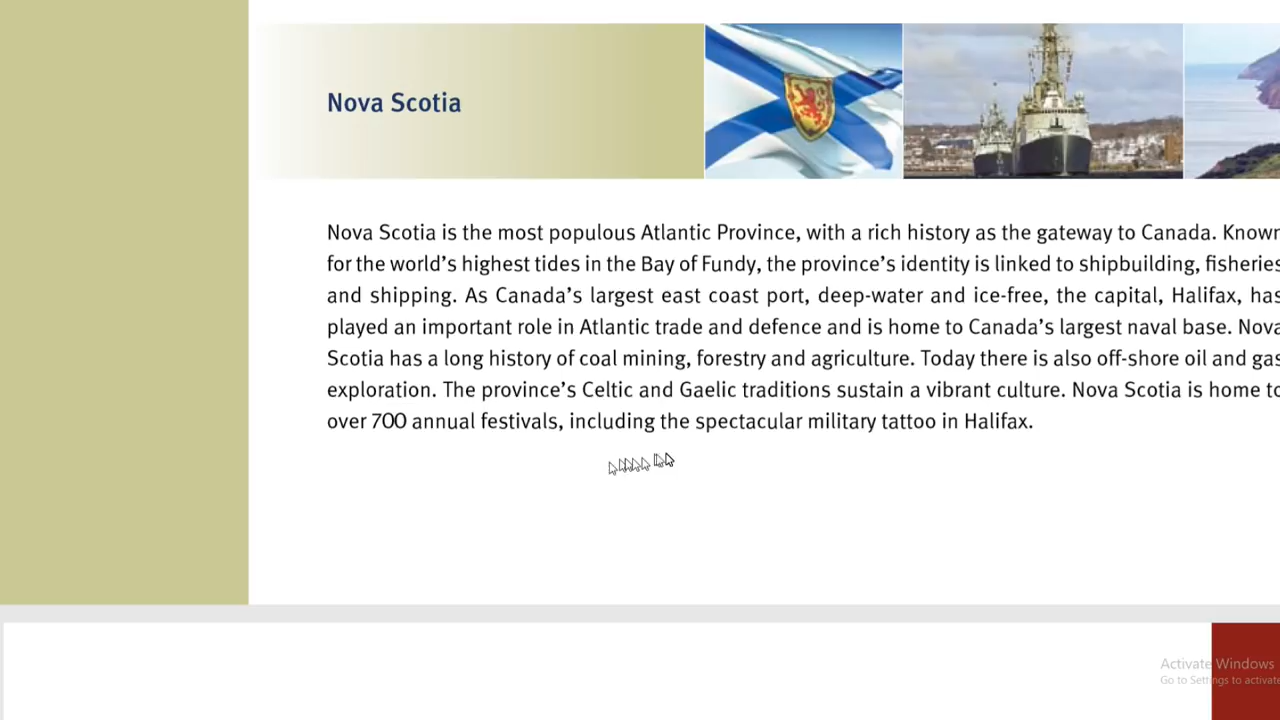 Nova Scotia
Nova Scotia is the most populous Atlantic Province, with a rich history as the gateway to Canada. Known
for the world's highest tides in the Bay of Fundy, the province's identity is linked to shipbuilding, fisheries
and shipping. As Canada's largest east coast port, deep-water and ice-free, the capital, Halifax, has
played an important role in Atlantic trade and defence and is home to Canada's largest naval base. Nova
Scotia has a long history of coal mining, forestry and agriculture. Today there is also off-shore oil and gas
exploration. The province's Celtic and Gaelic traditions sustain a vibrant culture. Nova Scotia is home to
over 700 annual festivals, including the spectacular military tattoo in Halifax.
Activate Windows
Go to Settings to activate